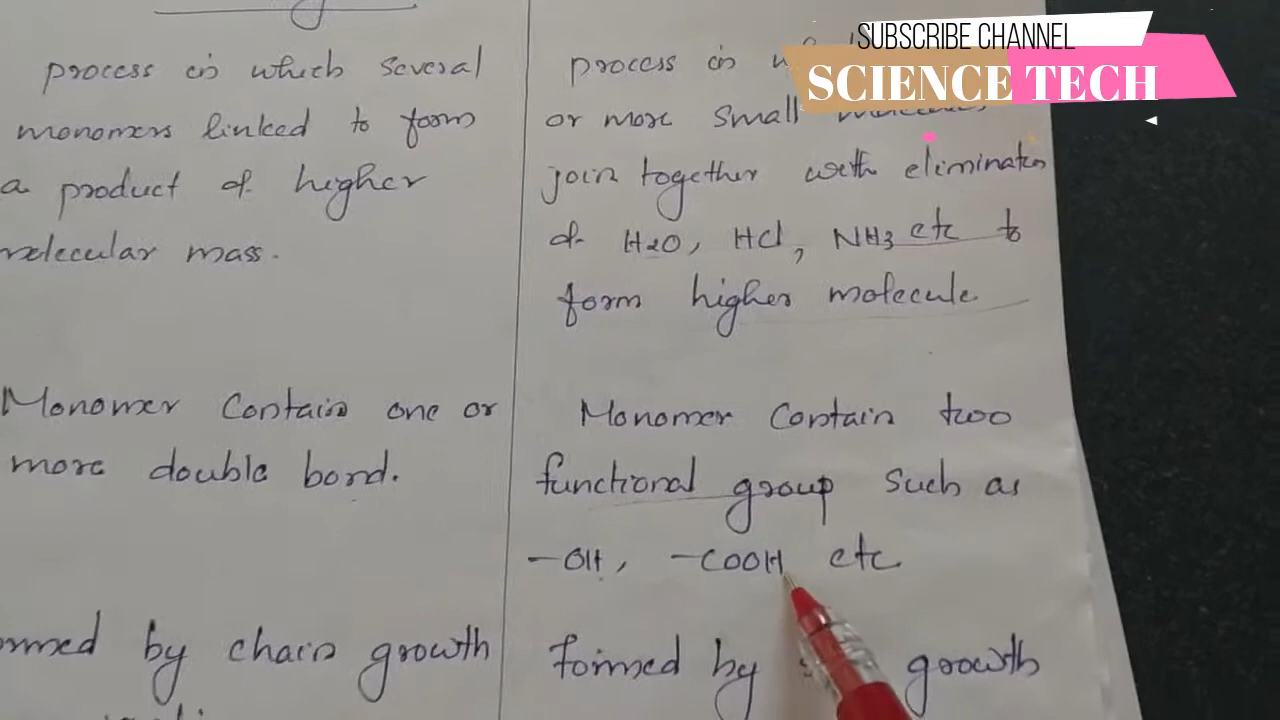 SUBSCRIBE CHANNEL
SCIENCE TECH
process in which several
monomers linked to form
a product of higher
molecular mass.
Monomer Contain one or
more double bond.
formed by chain growth
process in
or more small molecules
join together with elimination
of H2O, HCl, NH3 etc to
form higher molecule
Monomer Contain two
functional group such as
-OH, -COOH etc
formed by growth